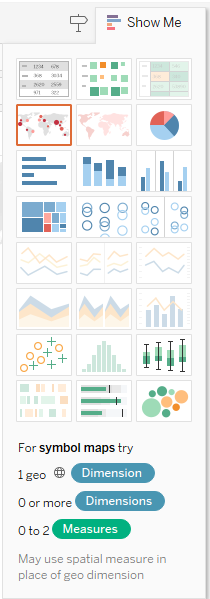 Show Me
For symbol maps try
1 geo Dimension
0 or more Dimensions
0 to 2 Measures
May use spatial measure in
place of geo dimension